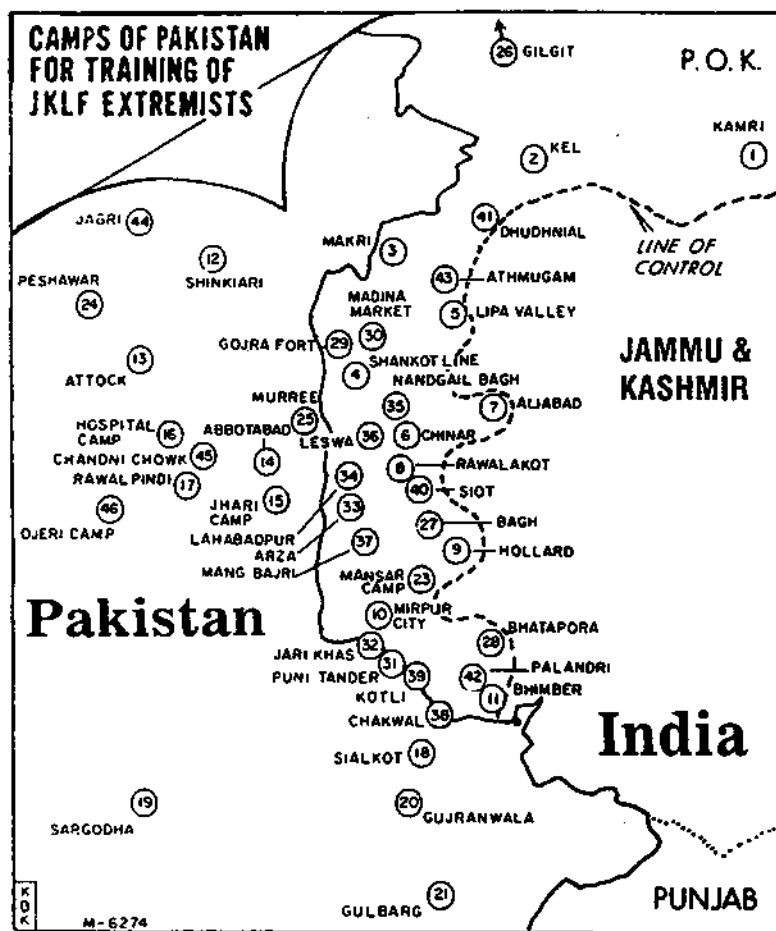 CAMPS OF PAKISTAN
FOR TRAINING OF
JKLF EXTREMISTS
26 GILGIT
P.O.K.
KAMRI
1
2 KEL
JAGRI 44
41
DHUDHNIAL
LINE OF
CONTROL
MAKRI
3
12
SHINKIARI
PESHAWAR
24
43 ATHMUGAM
MADINA
MARKET
5 LIPA VALLEY
GOJRA FORT 29
30
13
ATTOCK
SHANKOT LINE
4
JAMMU &
KASHMIR
NANDGAIL BAGH
MURREE
25
35
7 ALIABAD
HOSPITAL
CAMP
16
ABBOTABAD
14
LESWA 36
6 CHINAR
CHANDNI CHOWK 45
RAWAL PINDI 17
8 RAWALAKOT
34
40 SIOT
46
OJERI CAMP
JHARI
CAMP
15
33
LAHABADPUR
ARZA
27 BAGH
MANG BAJRI
37
9 HOLLARD
MANSAR
CAMP
23
Pakistan
10 MIRPUR
CITY
BHATAPORA
28
JARI KHAS 32
PUNI TANDER 31
39
KOTLI
42 PALANDRI
11 BHIMBER
CHAKWAL 38
India
SIALKOT 18
19
SARGODHA
20
GUJRANWALA
21
GULBARG
PUNJAB
K
D
K
M-6274